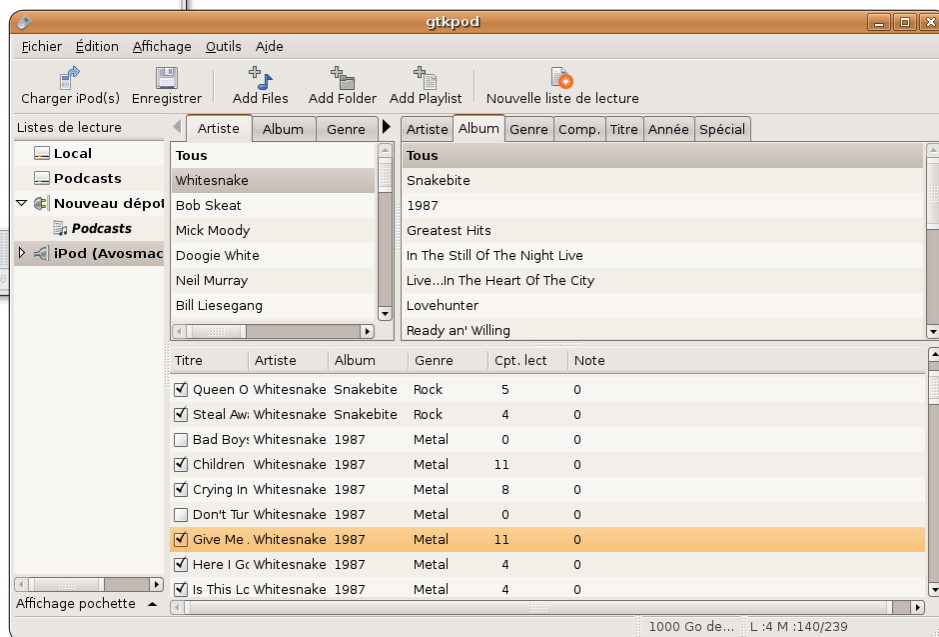 gtkpod
Fichier Édition Affichage Outils Aide
Charger iPod(s) Enregistrer Add Files Add Folder Add Playlist Nouvelle liste de lecture
Listes de lecture
Local
Podcasts
Nouveau dépot
Podcasts
iPod (Avosmac
Affichage pochette
Artiste Album Genre
Tous
Whitesnake
Bob Skeat
Mick Moody
Doogie White
Neil Murray
Bill Liesegang
Artiste Album Genre Comp. Titre Année Spécial
Tous
Snakebite
1987
Greatest Hits
In The Still Of The Night Live
Live...In The Heart Of The City
Lovehunter
Ready an' Willing
Titre Artiste Album Genre Cpt. lect Note
Queen O Whitesnake Snakebite Rock 5 0
Steal Aw Whitesnake Snakebite Rock 4 0
Bad Boys Whitesnake 1987 Metal 0 0
Children Whitesnake 1987 Metal 11 0
Crying In Whitesnake 1987 Metal 8 0
Don't Tur Whitesnake 1987 Metal 0 0
Give Me Whitesnake 1987 Metal 11 0
Here I Go Whitesnake 1987 Metal 4 0
Is This Lo Whitesnake 1987 Metal 4 0
1000 Go de... L :4 M :140/239